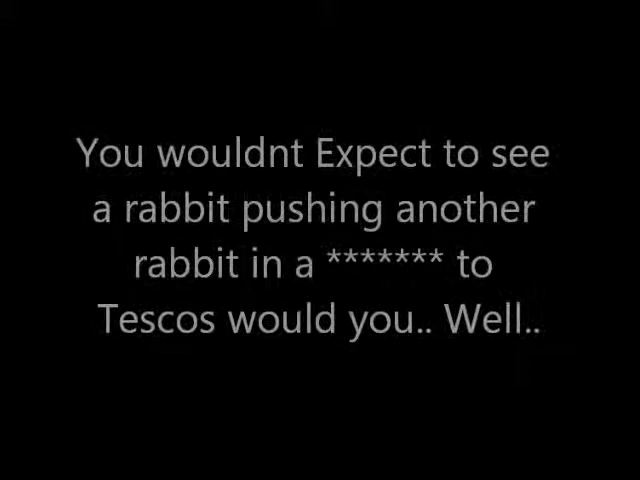 You wouldnt Expect to see
a rabbit pushing another
rabbit in a ******* to
Tescos would you.. Well..